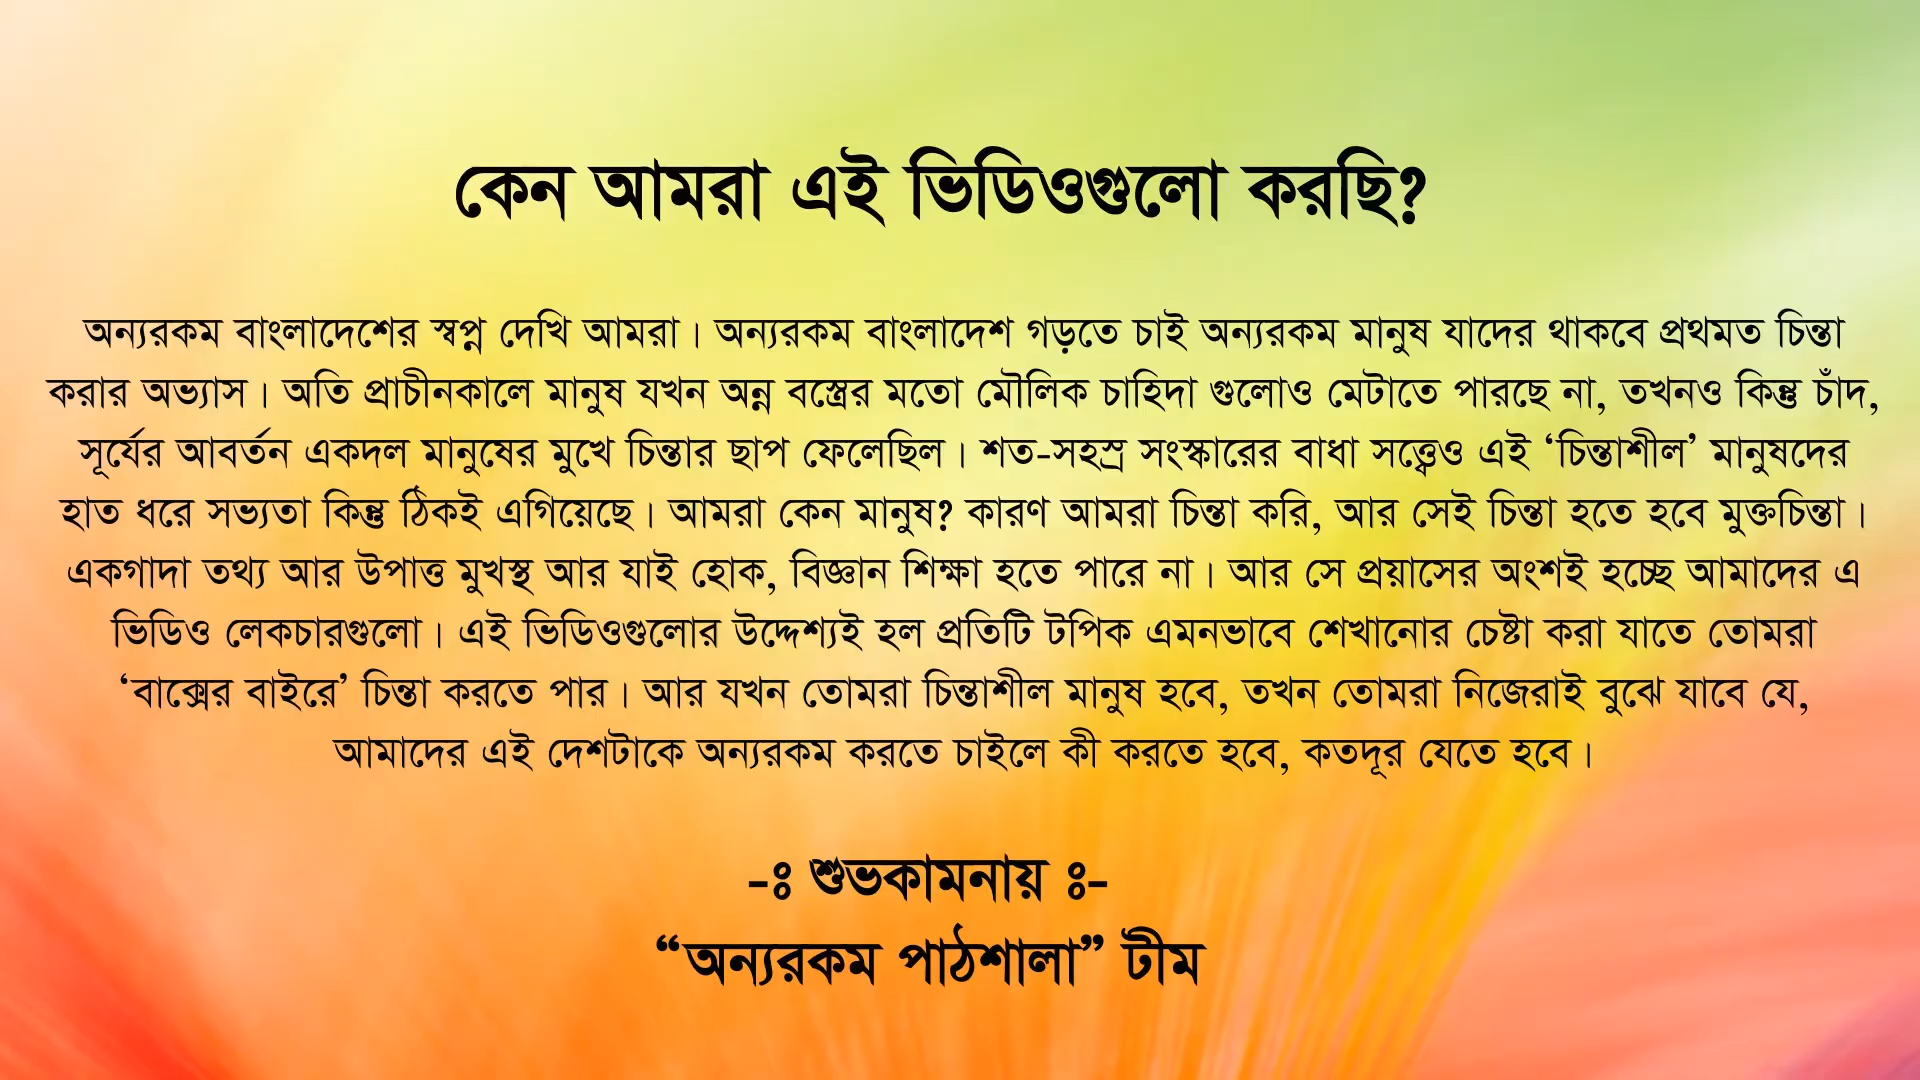 কেন আমরা এই ভিডিওগুলো করছি?
অন্যরকম বাংলাদেশের স্বপ্ন দেখি আমরা। অন্যরকম বাংলাদেশ গড়তে চাই অন্যরকম মানুষ যাদের থাকবে প্রথমত চিন্তা
করার অভ্যাস। অতি প্রাচীনকালে মানুষ যখন অন্ন বস্ত্রের মতো মৌলিক চাহিদা গুলোও মেটাতে পারছে না, তখনও কিন্তু চাঁদ,
সূর্যের আবর্তন একদল মানুষের মুখে চিন্তার ছাপ ফেলেছিল। শত-সহস্র সংস্কারের বাধা সত্ত্বেও এই ‘চিন্তাশীল’ মানুষদের
হাত ধরে সভ্যতা কিন্তু ঠিকই এগিয়েছে। আমরা কেন মানুষ? কারণ আমরা চিন্তা করি, আর সেই চিন্তা হতে হবে মুক্তচিন্তা।
একগাদা তথ্য আর উপাত্ত মুখস্থ আর যাই হোক, বিজ্ঞান শিক্ষা হতে পারে না। আর সে প্রয়াসের অংশই হচ্ছে আমাদের এ
ভিডিও লেকচারগুলো। এই ভিডিওগুলোর উদ্দেশ্যই হল প্রতিটি টপিক এমনভাবে শেখানোর চেষ্টা করা যাতে তোমরা
‘বাক্সের বাইরে’ চিন্তা করতে পার। আর যখন তোমরা চিন্তাশীল মানুষ হবে, তখন তোমরা নিজেরাই বুঝে যাবে যে,
আমাদের এই দেশটাকে অন্যরকম করতে চাইলে কী করতে হবে, কতদূর যেতে হবে।
-ঃ শুভকামনায় ঃ-
“অন্যরকম পাঠশালা” টীম